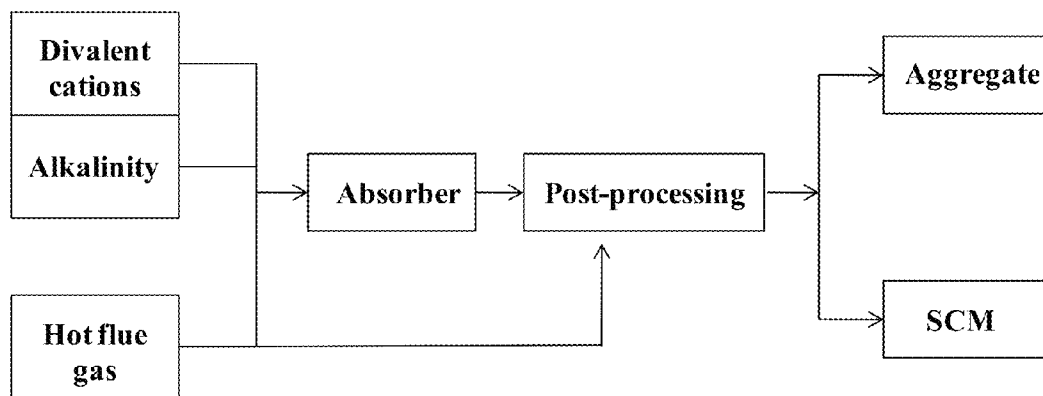 Divalent
cations
Alkalinity
Hot flue
gas
Absorber
Post-processing
Aggregate
SCM